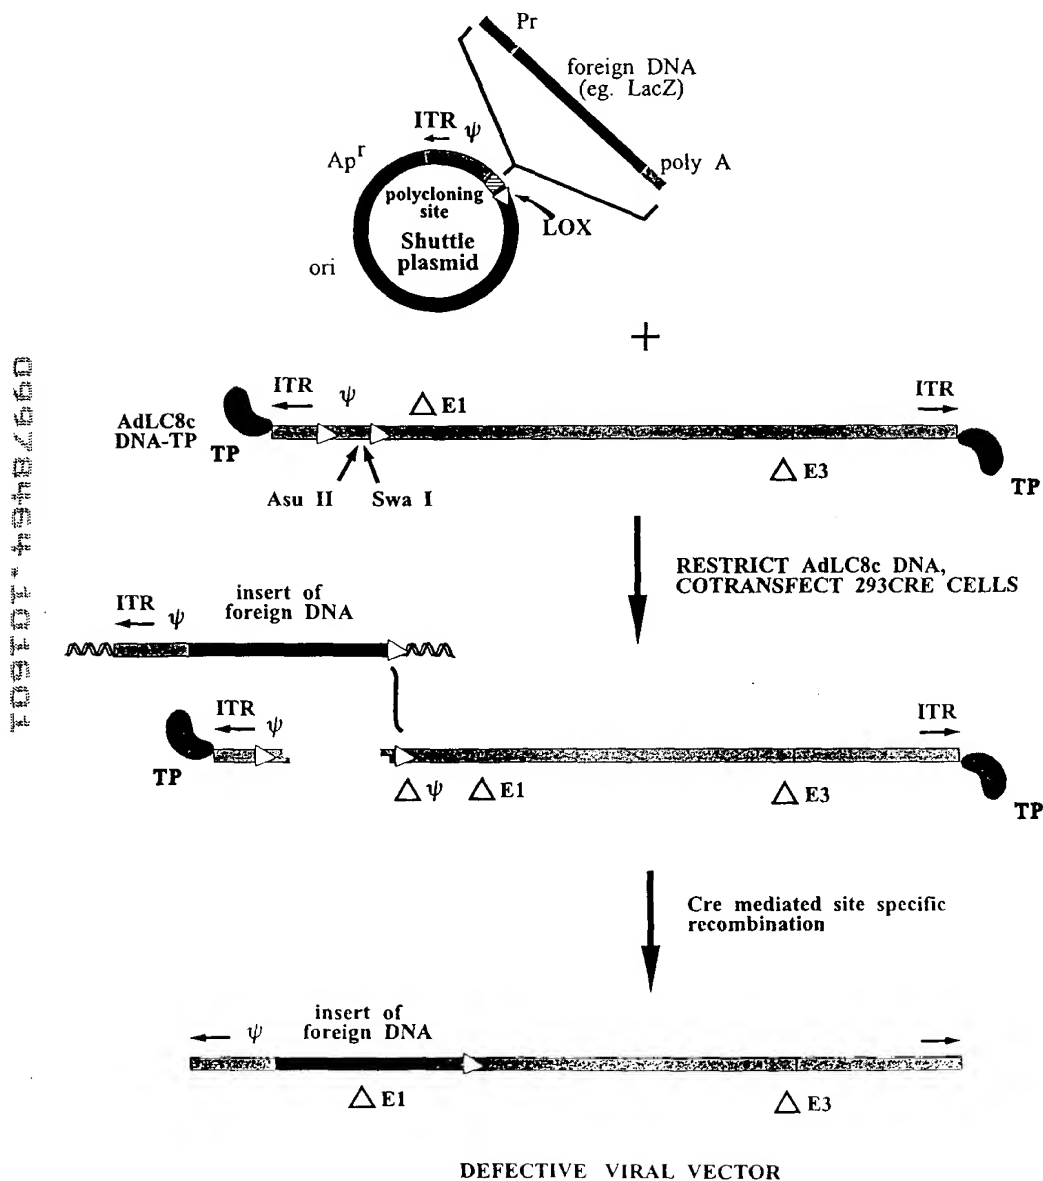 Pr
foreign DNA
(eg. LacZ)
ITR ψ
Ap^r
poly A
polycloning
site
LOX
Shuttle
plasmid
ori
+
ITR ψ △ E1 ITR
AdLC8c
DNA-TP
TP
△ E3
TP
Asu II Swa I
RESTRICT AdLC8c DNA,
COTRANSFECT 293CRE CELLS
insert of
foreign DNA
ITR ψ
ITR ψ
ITR
TP
△ ψ △ E1 △ E3
TP
Cre mediated site specific
recombination
insert of
foreign DNA
ψ
△ E1
△ E3
DEFECTIVE VIRAL VECTOR